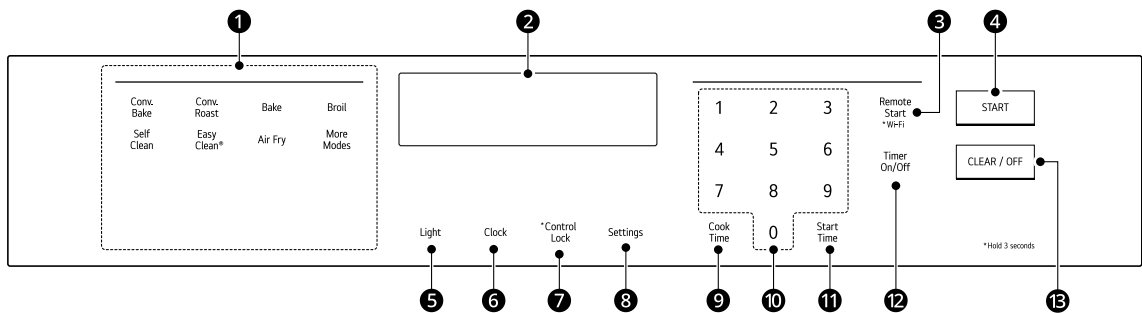 1 2 3 4
Conv.
Bake
Conv.
Roast
Bake
Broil
Self
Clean
Easy
Clean®
Air Fry
More
Modes
1 2 3
4 5 6
7 8 9
0
Remote
Start
*Wi-Fi
Timer
On/Off
START
CLEAR / OFF
Light
Clock
*Control
Lock
Settings
Cook
Time
Start
Time
*Hold 3 seconds
5 6 7 8 9 10 11 12 13